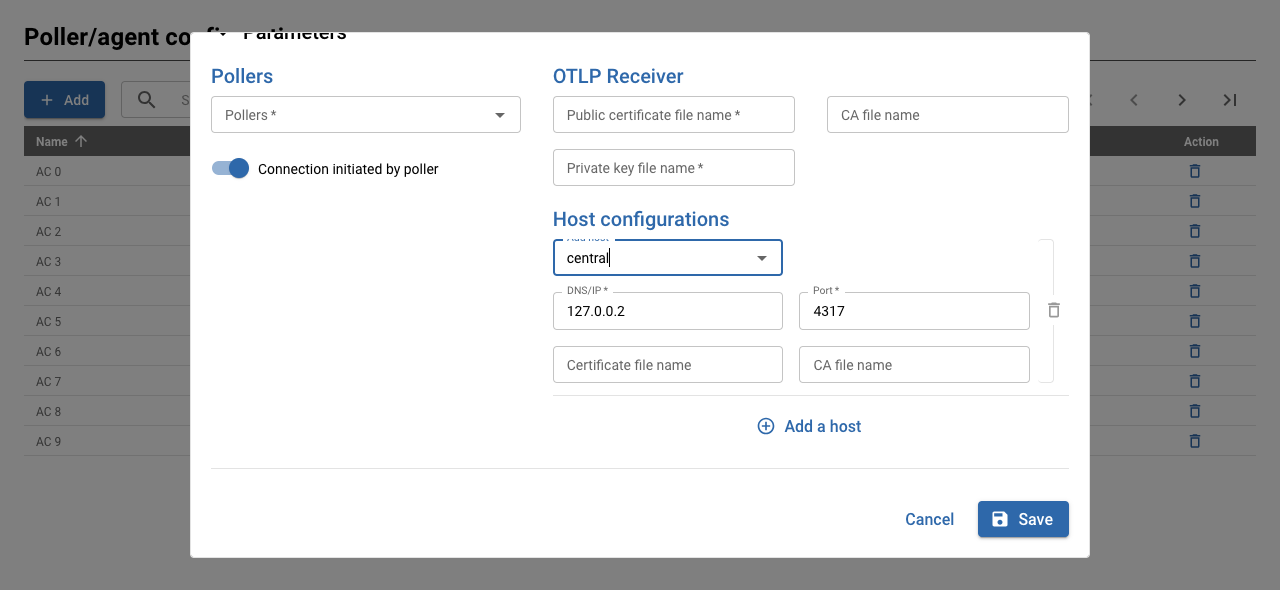 Poller/agent co
Parameters
Add
S
Name
Action
AC 0
AC 1
AC 2
AC 3
AC 4
AC 5
AC 6
AC 7
AC 8
AC 9
Pollers
Pollers *
Connection initiated by poller
OTLP Receiver
Public certificate file name *
CA file name
Private key file name *
Host configurations
Add host
central
DNS/IP *
127.0.0.2
Port *
4317
Certificate file name
CA file name
Add a host
Cancel
Save